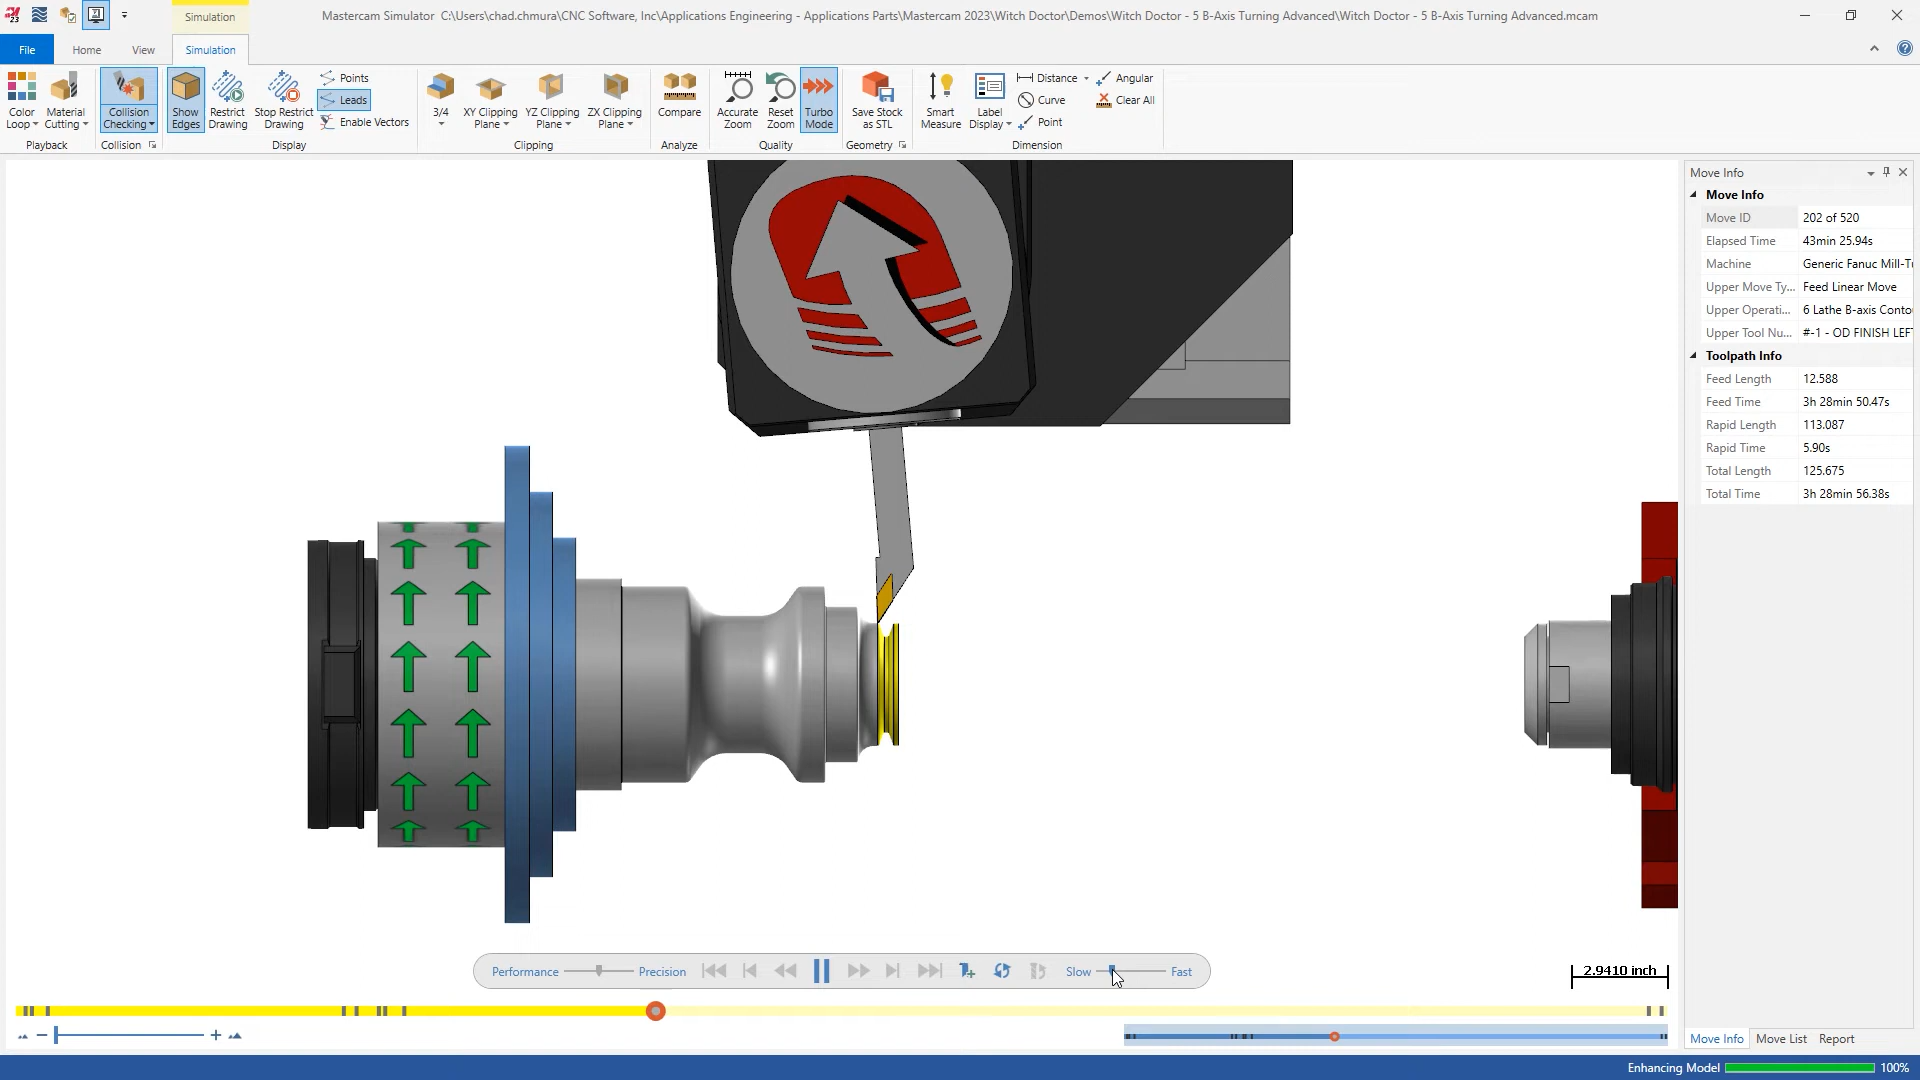 Simulation
Mastercam Simulator C:\Users\chad.chmura\CNC Software, Inc\Applications Engineering - Applications Parts\Mastercam 2023\Witch Doctor\Demos\Witch Doctor - 5 B-Axis Turning Advanced\Witch Doctor - 5 B-Axis Turning Advanced.mcam
File Home View Simulation
Color Loop
Material Cutting
Playback
Collision Checking
Collision
Show Edges
Restrict Drawing
Stop Restrict Drawing
Points
Leads
Enable Vectors
Display
3/4
XY Clipping Plane
YZ Clipping Plane
ZX Clipping Plane
Clipping
Compare
Analyze
Accurate Zoom
Reset Zoom
Turbo Mode
Quality
Save Stock as STL
Geometry
Smart Measure
Label Display
Distance
Curve
Point
Angular
Clear All
Dimension
Move Info
Move Info
Move ID 202 of 520
Elapsed Time 43min 25.94s
Machine Generic Fanuc Mill-Tu
Upper Move Ty... Feed Linear Move
Upper Operati... 6 Lathe B-axis Conto
Upper Tool Nu... #-1 - OD FINISH LEF
Toolpath Info
Feed Length 12.588
Feed Time 3h 28min 50.47s
Rapid Length 113.087
Rapid Time 5.90s
Total Length 125.675
Total Time 3h 28min 56.38s
Performance Precision Slow Fast
2.9410 inch
Move Info Move List Report
Enhancing Model 100%